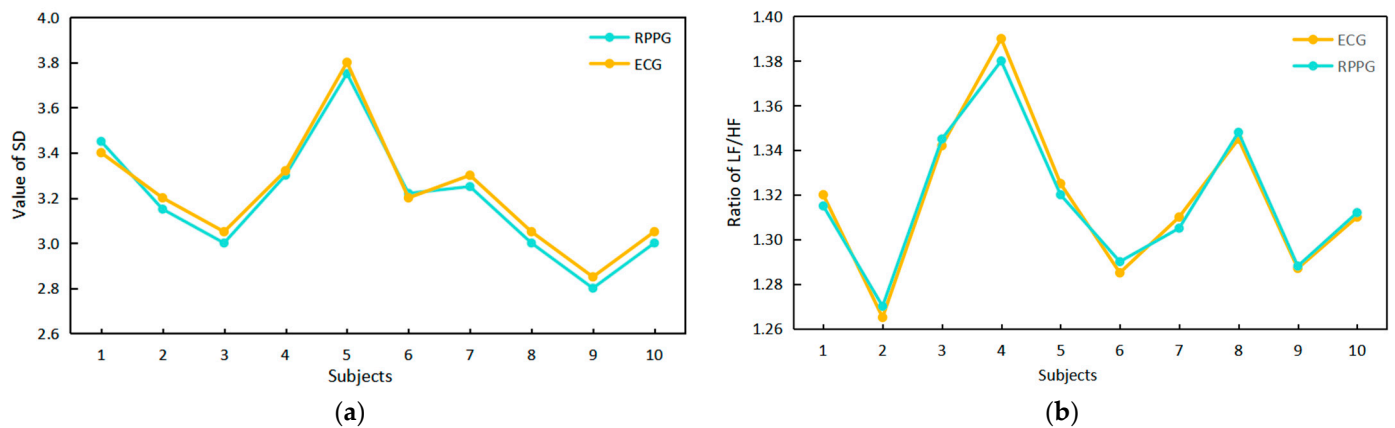 4.0
3.8
3.6
3.4
3.2
3.0
2.8
2.6
Value of SD
RPPG
ECG
1 2 3 4 5 6 7 8 9 10
Subjects
(a)
1.40
1.38
1.36
1.34
1.32
1.30
1.28
1.26
Ratio of LF/HF
ECG
RPPG
1 2 3 4 5 6 7 8 9 10
Subjects
(b)